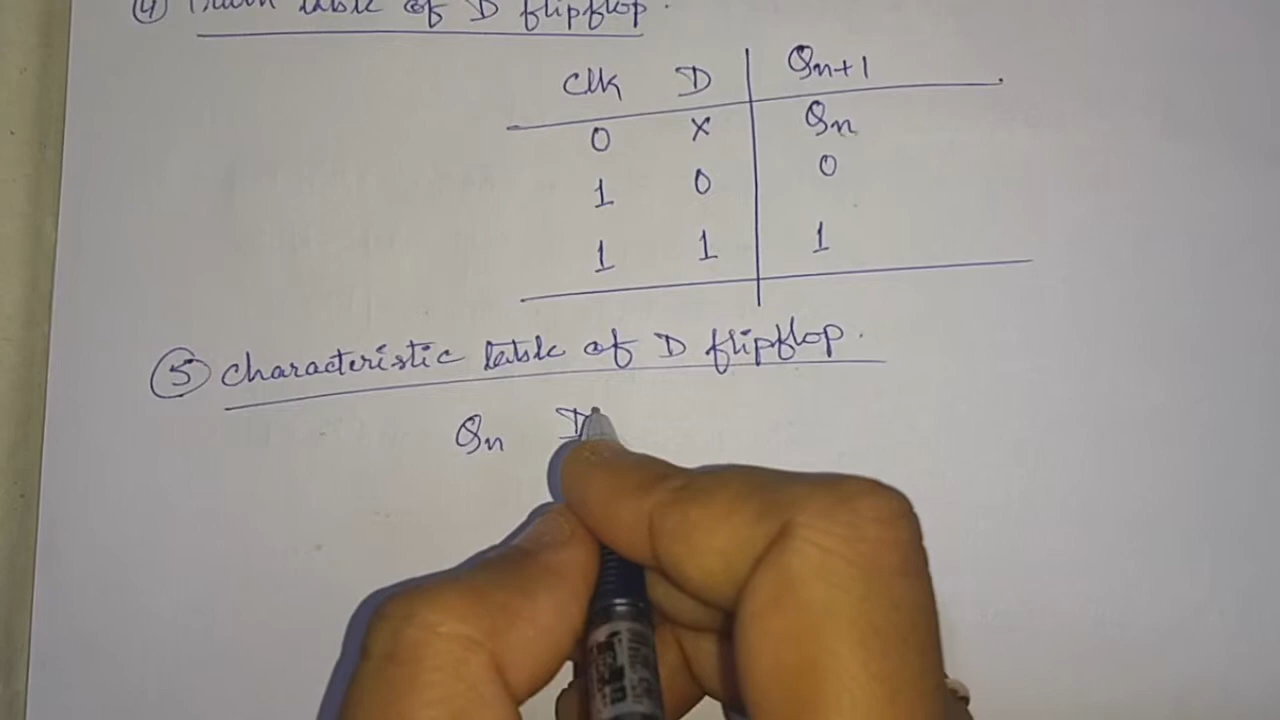 ④ Truth table of D flipflop.
Clk D Qn+1
0 x Qn
1 0 0
1 1 1
⑤ Characteristic table of D flipflop.
Qn D